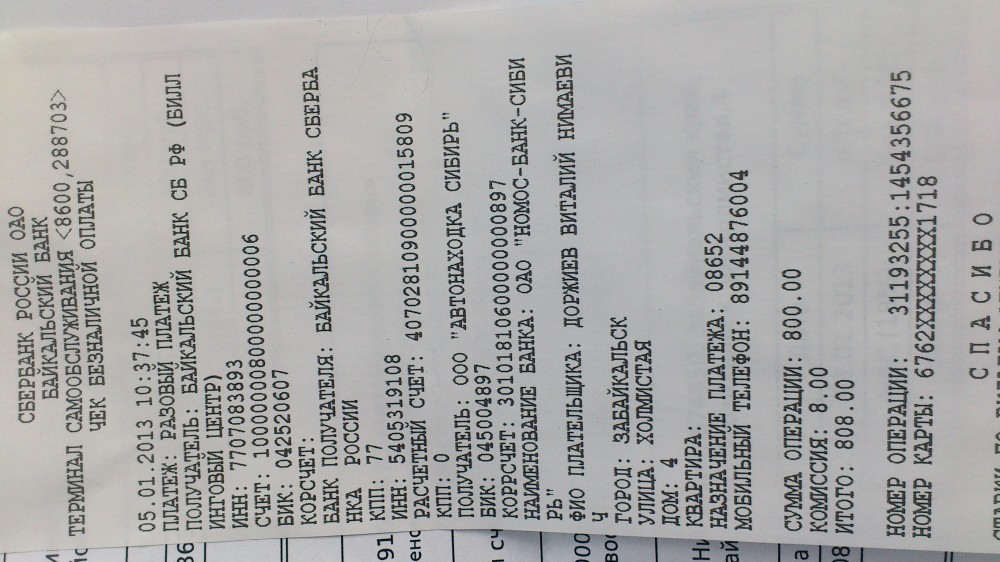 СБЕРБАНК РОССИИ ОАО
БАЙКАЛЬСКИЙ БАНК
ТЕРМИНАЛ САМООБСЛУЖИВАНИЯ <8600,288703>
ЧЕК БЕЗНАЛИЧНОЙ ОПЛАТЫ
05.01.2013 10:37:45
ПЛАТЕЖ: РАЗОВЫЙ ПЛАТЕЖ
ПОЛУЧАТЕЛЬ: БАЙКАЛЬСКИЙ БАНК СБ РФ (БИЛЛ
ИНГОВЫЙ ЦЕНТР)
ИНН: 7707083893
СЧЕТ: 10000000800000000006
БИК: 042520607
КОРСЧЕТ:
БАНК ПОЛУЧАТЕЛЯ: БАЙКАЛЬСКИЙ БАНК СБЕРБА
НКА РОССИИ
КПП: 77
ИНН: 5405319108
РАСЧЕТНЫЙ СЧЕТ: 40702810900000015809
КПП: 0
ПОЛУЧАТЕЛЬ: ООО "АВТОНАХОДКА СИБИРЬ"
БИК: 045004897
КОРРСЧЕТ: 30101810600000000897
НАИМЕНОВАНИЕ БАНКА: ОАО "НОМОС-БАНК-СИБИ
РЬ"
ФИО ПЛАТЕЛЬЩИКА: ДОРЖИЕВ ВИТАЛИЙ НИМАЕВИ
Ч
ГОРОД: ЗАБАЙКАЛЬСК
УЛИЦА: ХОЛМИСТАЯ
ДОМ: 4
КВАРТИРА:
НАЗНАЧЕНИЕ ПЛАТЕЖА: 08652
МОБИЛЬНЫЙ ТЕЛЕФОН: 89144876004
СУММА ОПЕРАЦИИ: 800.00
КОМИССИЯ: 8.00
ИТОГО: 808.00
НОМЕР ОПЕРАЦИИ: 31193255:1454356675
НОМЕР КАРТЫ: 6762XXXXXXXXXX1718
С П А С И Б О